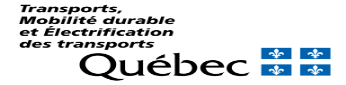 Transports,
Mobilité durable
et Électrification
des transports
Québec